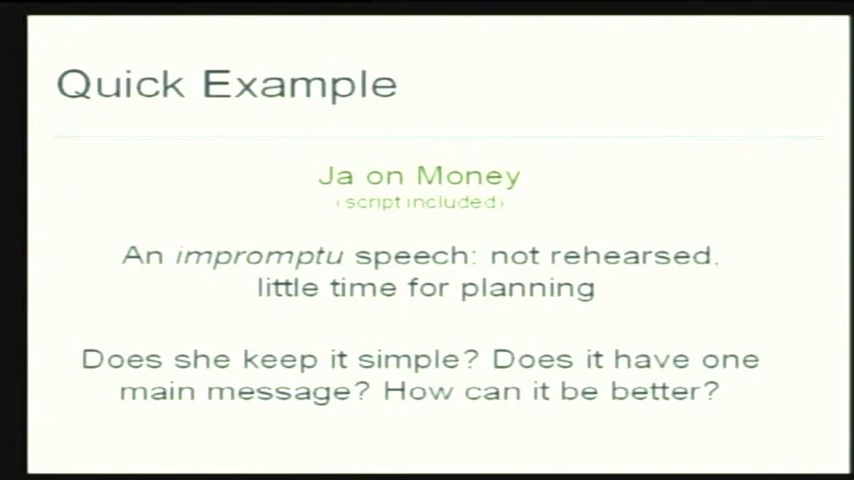 Quick Example
Ja on Money
(script included)
An impromptu speech: not rehearsed,
little time for planning
Does she keep it simple? Does it have one
main message? How can it be better?